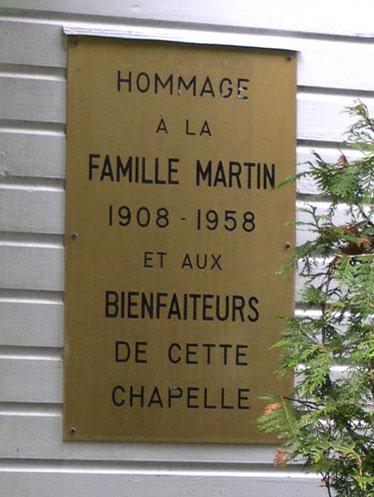 HOMMAGE
À LA
FAMILLE MARTIN
1908 - 1958
ET AUX
BIENFAITEURS
DE CETTE
CHAPELLE